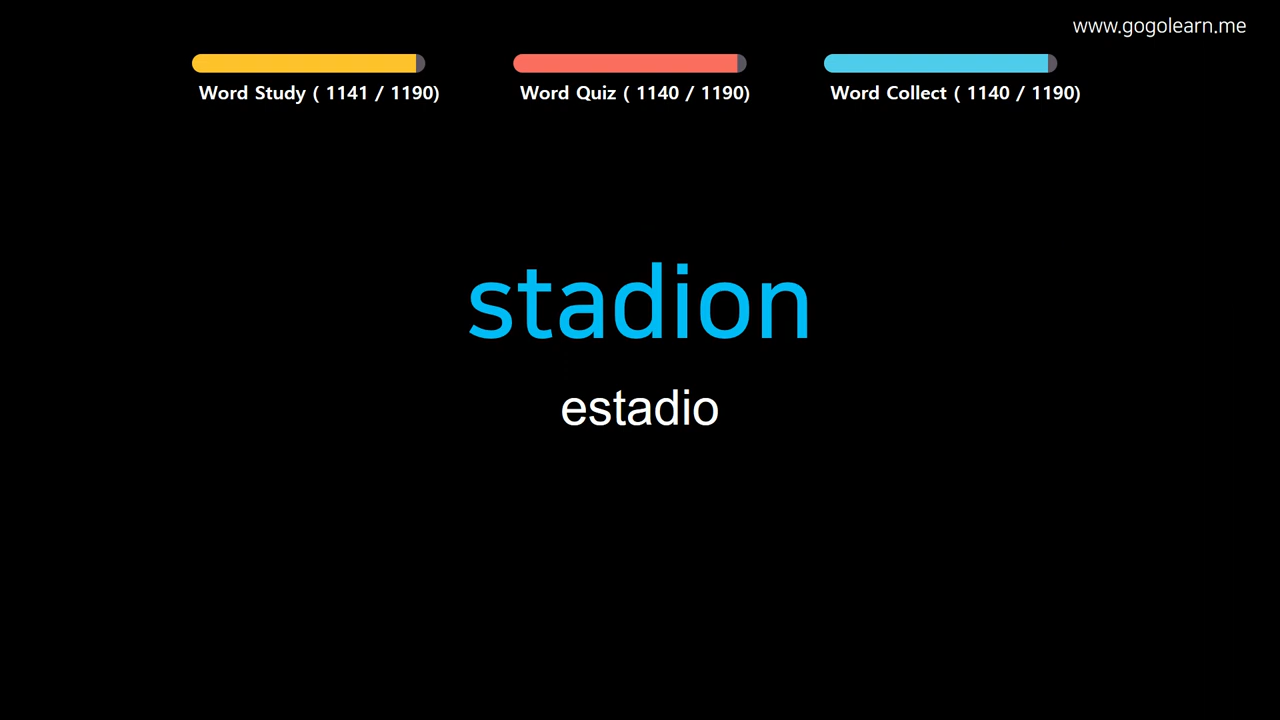 www.gogolearn.me
Word Study ( 1141 / 1190)
Word Quiz ( 1140 / 1190)
Word Collect ( 1140 / 1190)
stadion
estadio